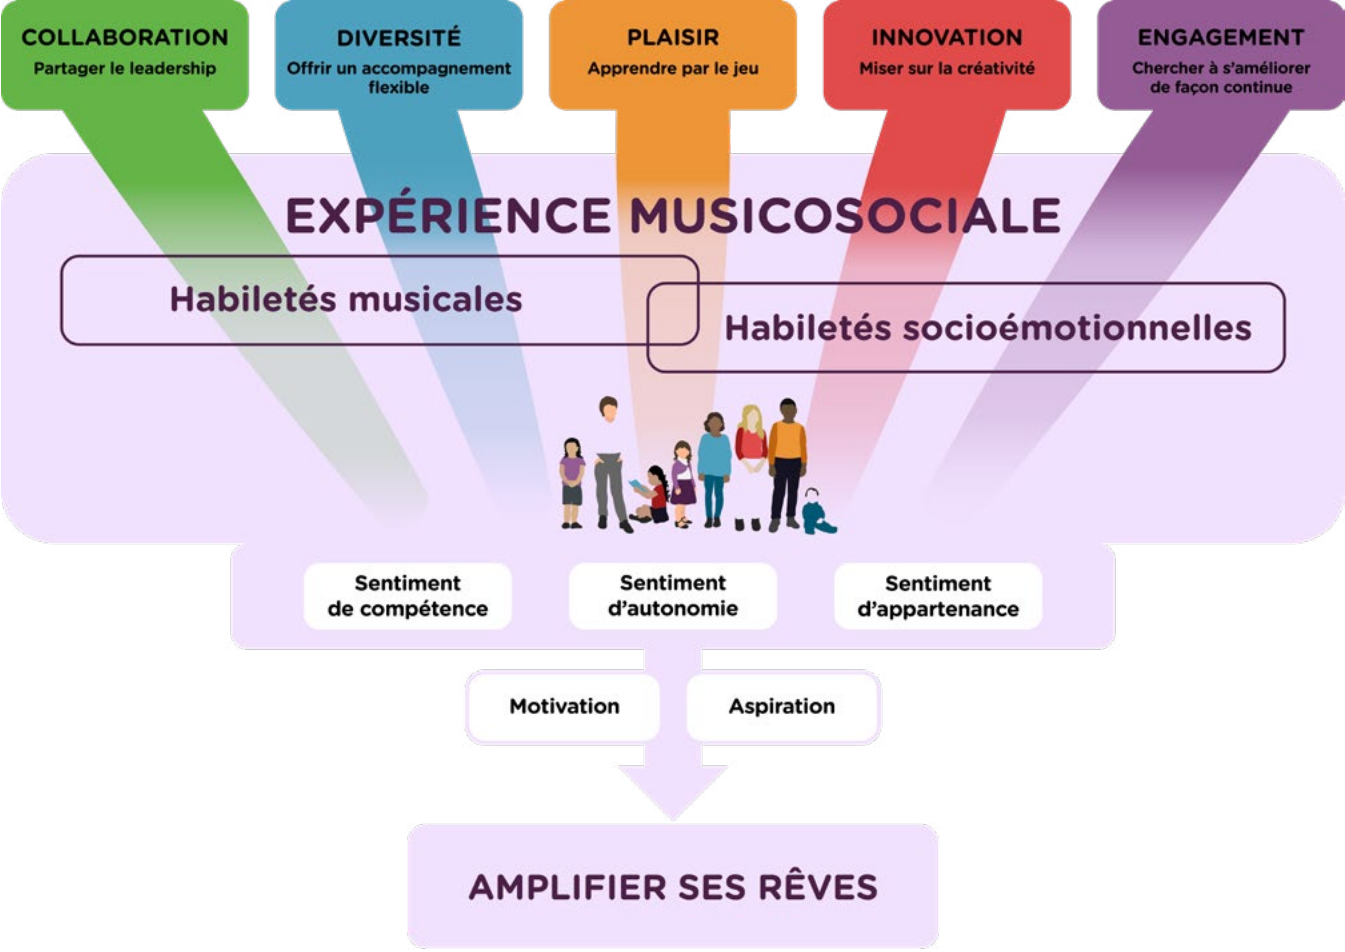 COLLABORATION
Partager le leadership
DIVERSITÉ
Offrir un accompagnement
flexible
PLAISIR
Apprendre par le jeu
INNOVATION
Miser sur la créativité
ENGAGEMENT
Chercher à s'améliorer
de façon continue
EXPÉRIENCE MUSICOSOCIALE
Habiletés musicales
Habiletés socioémotionnelles
Sentiment
de compétence
Sentiment
d'autonomie
Sentiment
d'appartenance
Motivation
Aspiration
AMPLIFIER SES RÊVES